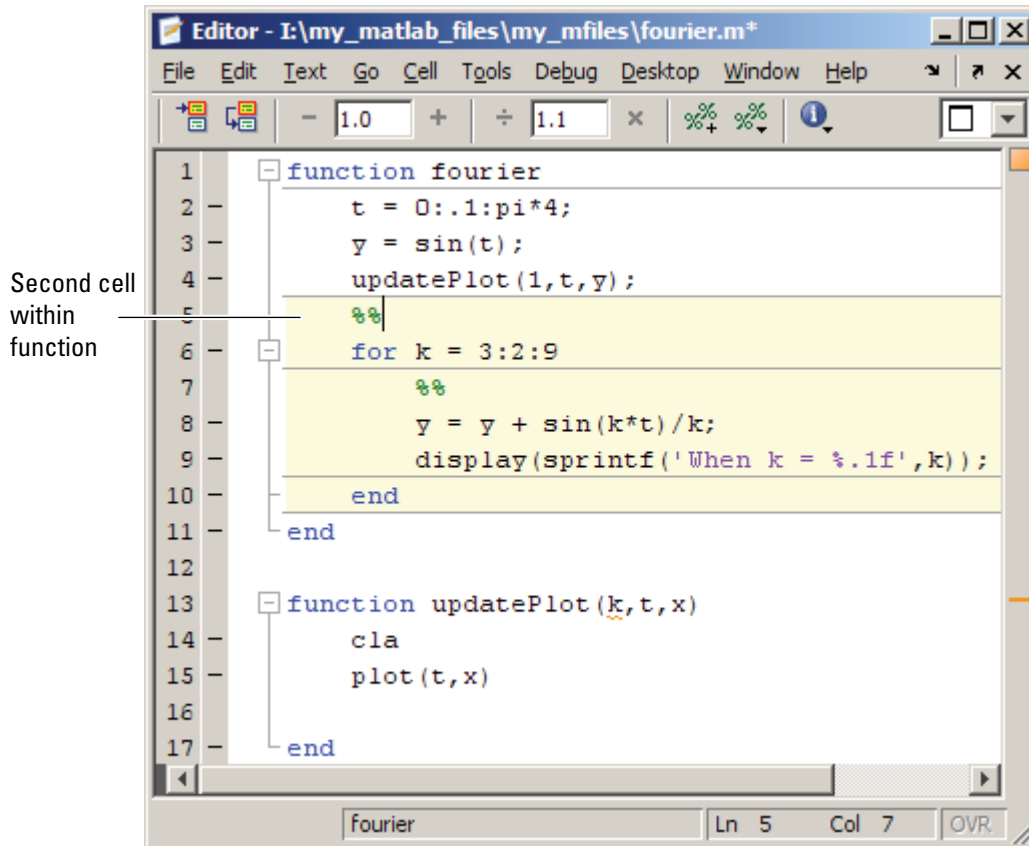 Editor - I:\my_matlab_files\my_mfiles\fourier.m*
File Edit Text Go Cell Tools Debug Desktop Window Help
1.0 + ÷ 1.1 ×
1 function fourier
2 – t = 0:.1:pi*4;
3 – y = sin(t);
4 – updatePlot(1,t,y);
Second cell
within
function
5 %%
6 – for k = 3:2:9
7 %%
8 – y = y + sin(k*t)/k;
9 – display(sprintf('When k = %.1f',k));
10 – end
11 – end
12
13 function updatePlot(k,t,x)
14 – cla
15 – plot(t,x)
16
17 – end
fourier Ln 5 Col 7 OVR